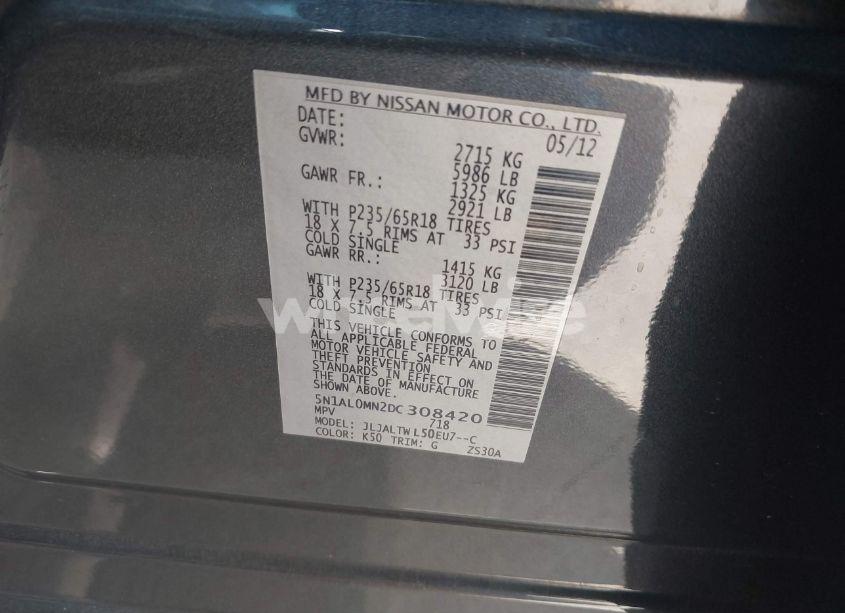 MFD BY NISSAN MOTOR CO., LTD.
DATE: 05/12
GVWR: 2715 KG
5986 LB
GAWR FR.: 1325 KG
2921 LB
WITH P235/65R18 TIRES
18 X 7.5 RIMS AT 33 PSI
COLD SINGLE
GAWR RR.: 1415 KG
3120 LB
WITH P235/65R18 TIRES
18 X 7.5 RIMS AT 33 PSI
COLD SINGLE
THIS VEHICLE CONFORMS TO
ALL APPLICABLE FEDERAL
MOTOR VEHICLE SAFETY AND
THEFT PREVENTION
STANDARDS IN EFFECT ON
THE DATE OF MANUFACTURE
SHOWN ABOVE.
5N1AL0MN2DC308420
MPV 718
MODEL: JLJALTWL50EU7--C
COLOR: K50 TRIM: G ZS30A
wheelwise